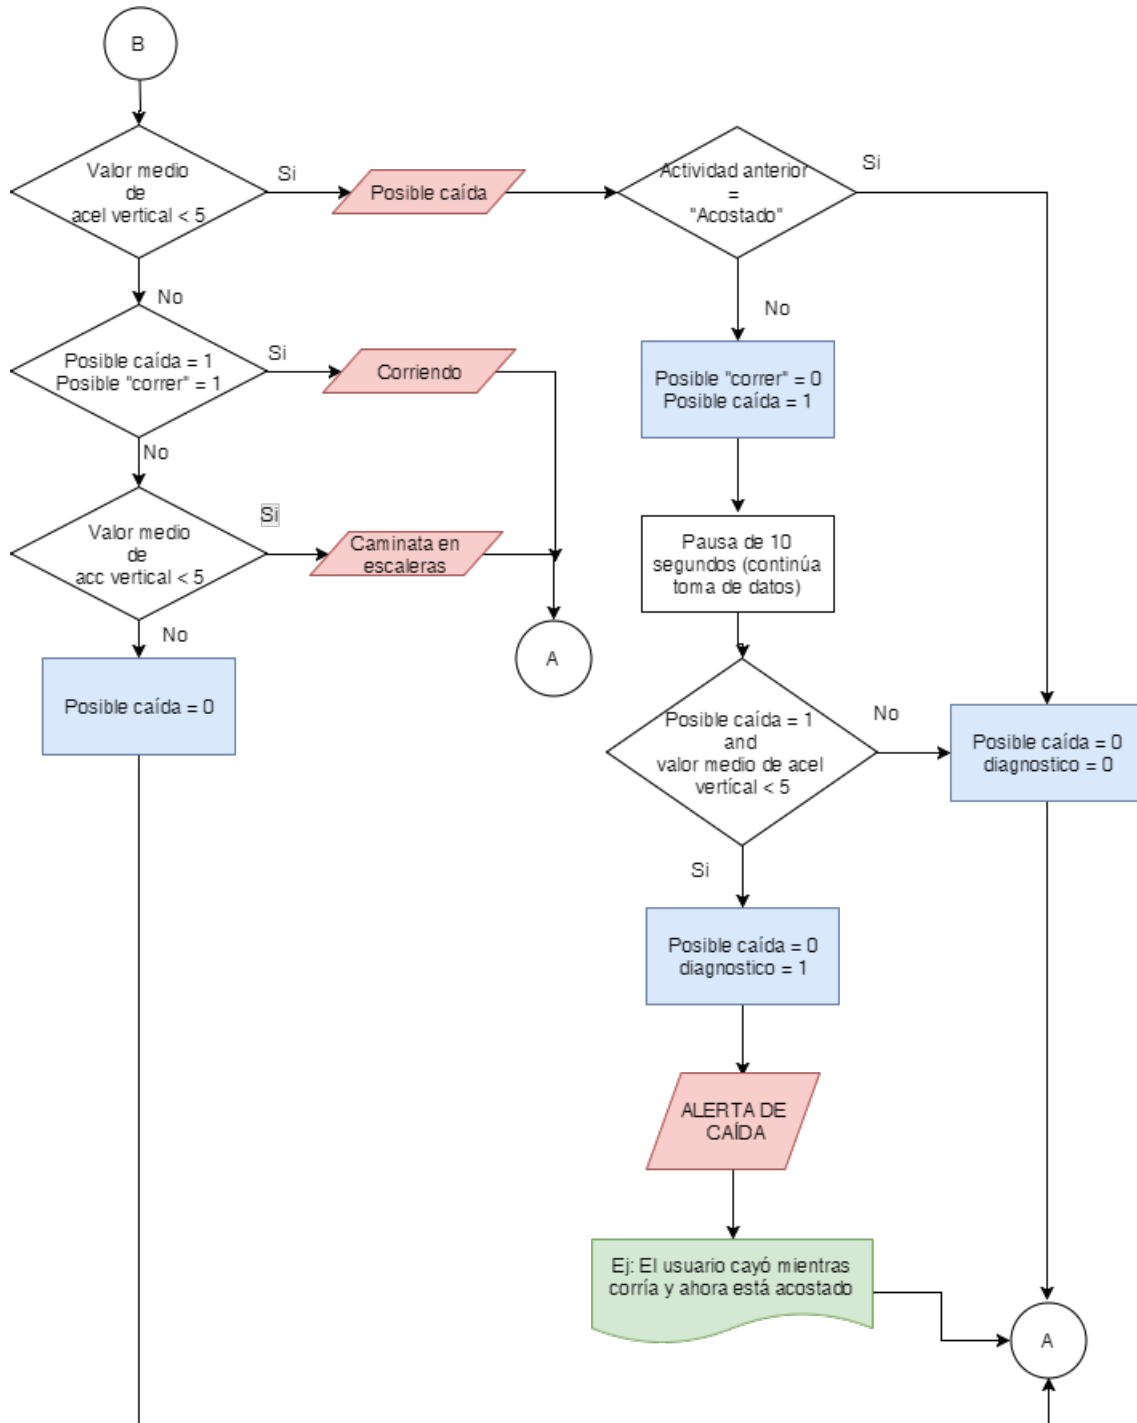 B
Valor medio
de
acel vertical < 5
Si
Posible caída
Actividad anterior
=
"Acostado"
Si
No
No
Posible caída = 1
Posible "correr" = 1
Si
Corriendo
Posible "correr" = 0
Posible caída = 1
No
Valor medio
de
acc vertical < 5
Si
Caminata en
escaleras
Pausa de 10
segundos (continúa
toma de datos)
No
A
Posible caída = 0
Posible caída = 1
and
valor medio de acel
vertícal < 5
No
Posible caída = 0
diagnostico = 0
Si
Posible caída = 0
diagnostico = 1
ALERTA DE
CAÍDA
Ej: El usuario cayó mientras
corría y ahora está acostado
A